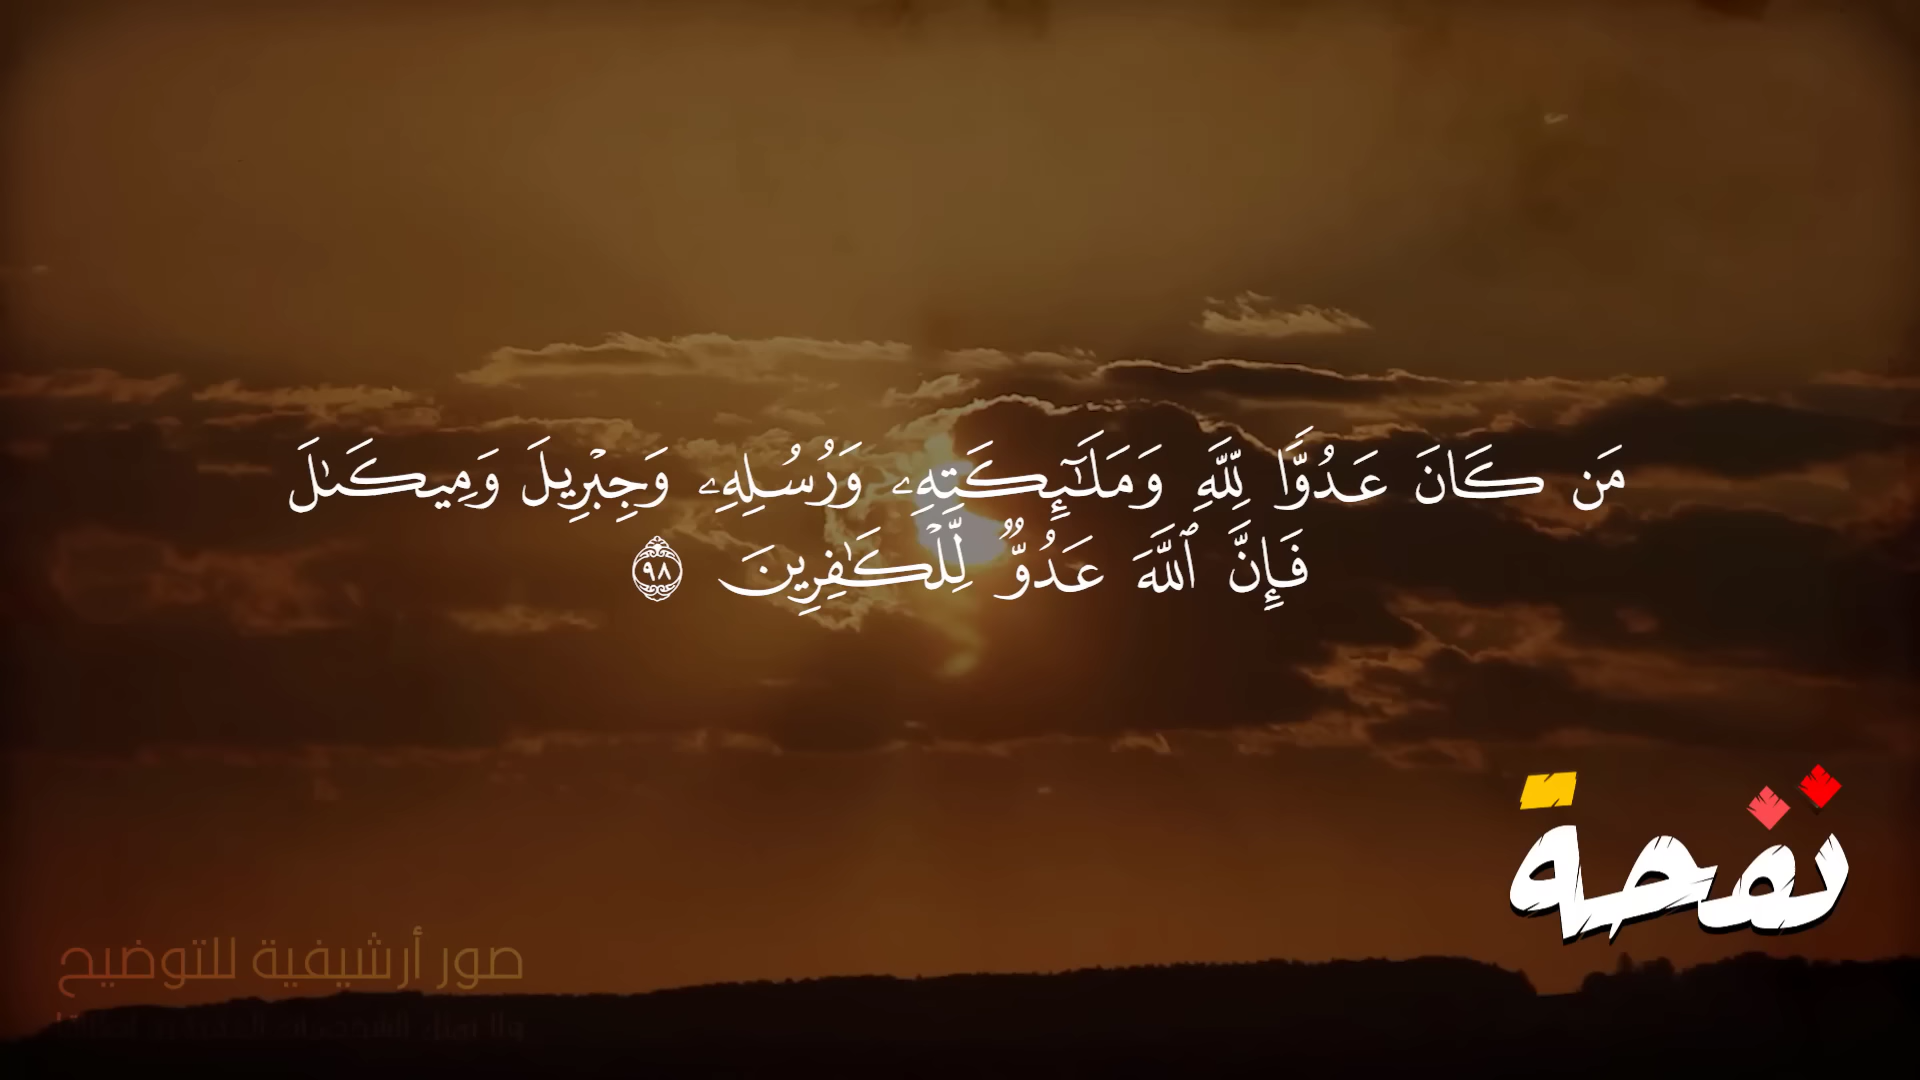 مَن كَانَ عَدُوًّا لِّلَّهِ وَمَلَٰٓئِكَتِهِۦ وَرُسُلِهِۦ وَجِبْرِيلَ وَمِيكَىٰلَ
فَإِنَّ ٱللَّهَ عَدُوٌّ لِّلْكَٰفِرِينَ ٩٨
نفحة
صور أرشيفية للتوضيح